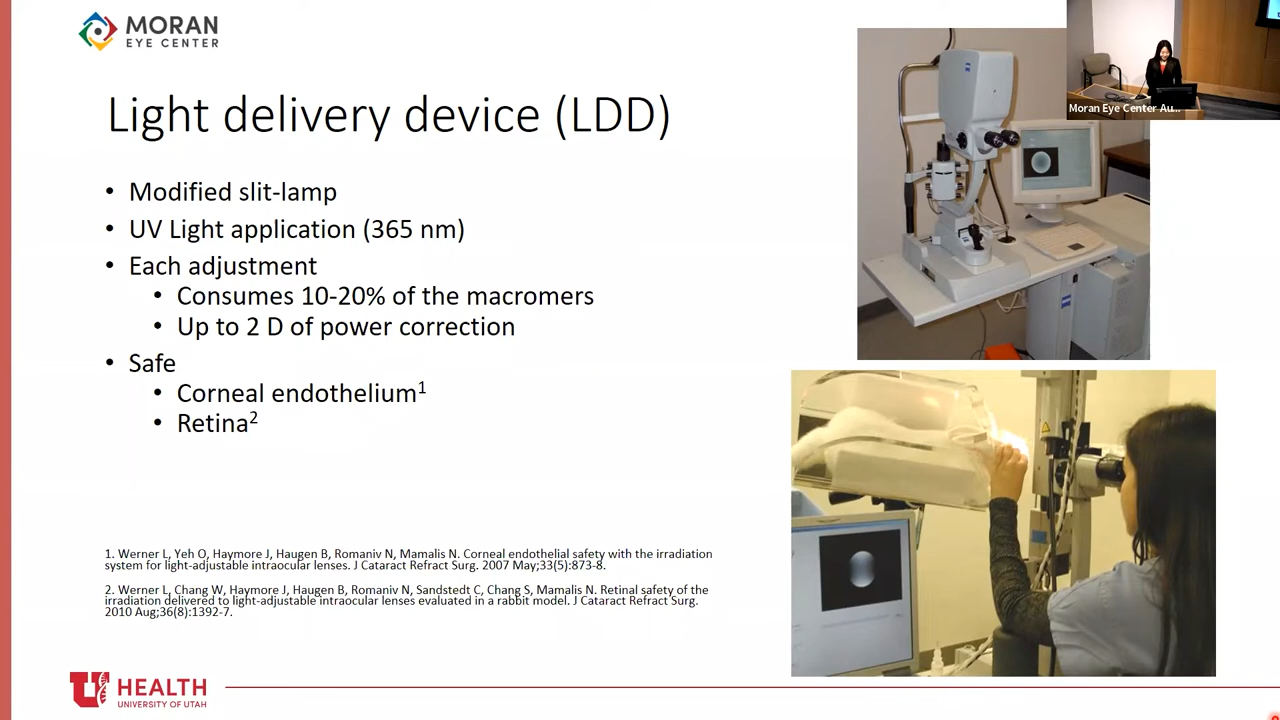 MORAN
EYE CENTER
Moran Eye Center Au...
Light delivery device (LDD)
• Modified slit-lamp
• UV Light application (365 nm)
• Each adjustment
• Consumes 10-20% of the macromers
• Up to 2 D of power correction
• Safe
• Corneal endothelium¹
• Retina²
1. Werner L, Yeh O, Haymore J, Haugen B, Romaniv N, Mamalis N. Corneal endothelial safety with the irradiation
system for light-adjustable intraocular lenses. J Cataract Refract Surg. 2007 May;33(5):873-8.
2. Werner L, Chang W, Haymore J, Haugen B, Romaniv N, Sandstedt C, Chang S, Mamalis N. Retinal safety of the
irradiation delivered to light-adjustable intraocular lenses evaluated in a rabbit model. J Cataract Refract Surg.
2010 Aug;36(8):1392-7.
U
HEALTH
UNIVERSITY OF UTAH